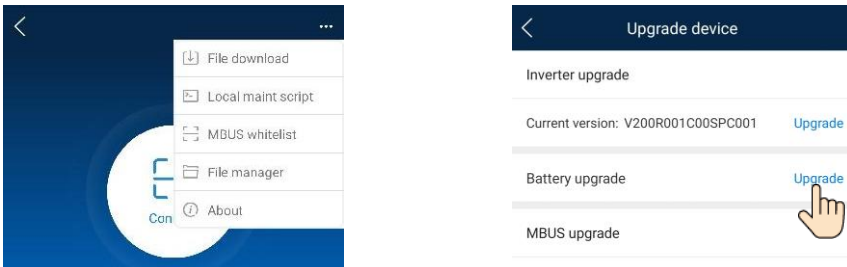 File download
Local maint script
MBUS whitelist
File manager
About
Con
Upgrade device
Inverter upgrade
Current version: V200R001C00SPC001 Upgrade
Battery upgrade Upgrade
MBUS upgrade